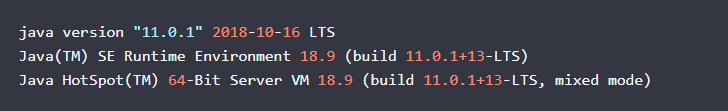 java version "11.0.1" 2018-10-16 LTS
Java(TM) SE Runtime Environment 18.9 (build 11.0.1+13-LTS)
Java HotSpot(TM) 64-Bit Server VM 18.9 (build 11.0.1+13-LTS, mixed mode)